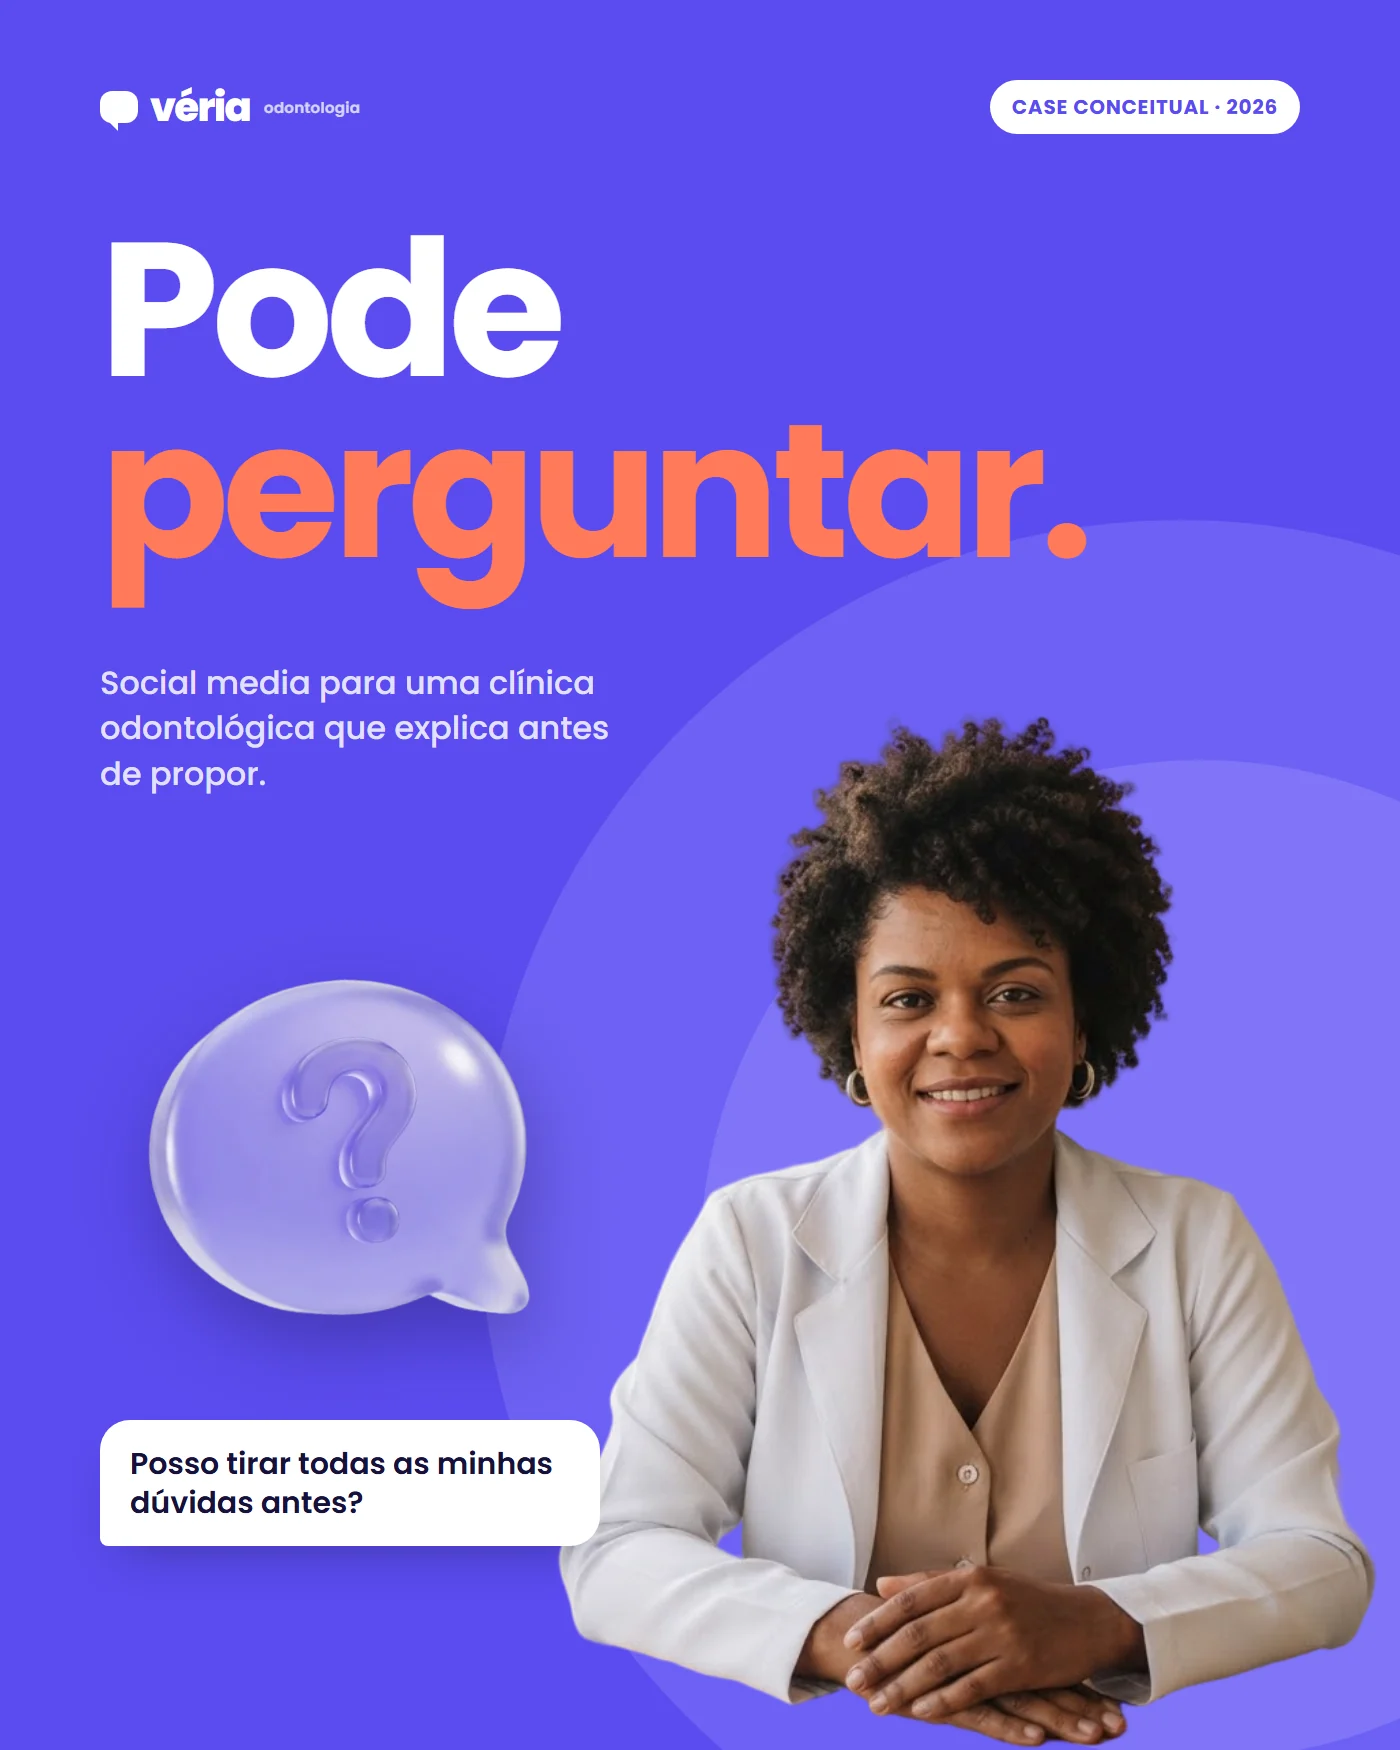 véria odontologia
CASE CONCEITUAL · 2026
Pode
perguntar.
Social media para uma clínica
odontológica que explica antes
de propor.
?
Posso tirar todas as minhas
dúvidas antes?